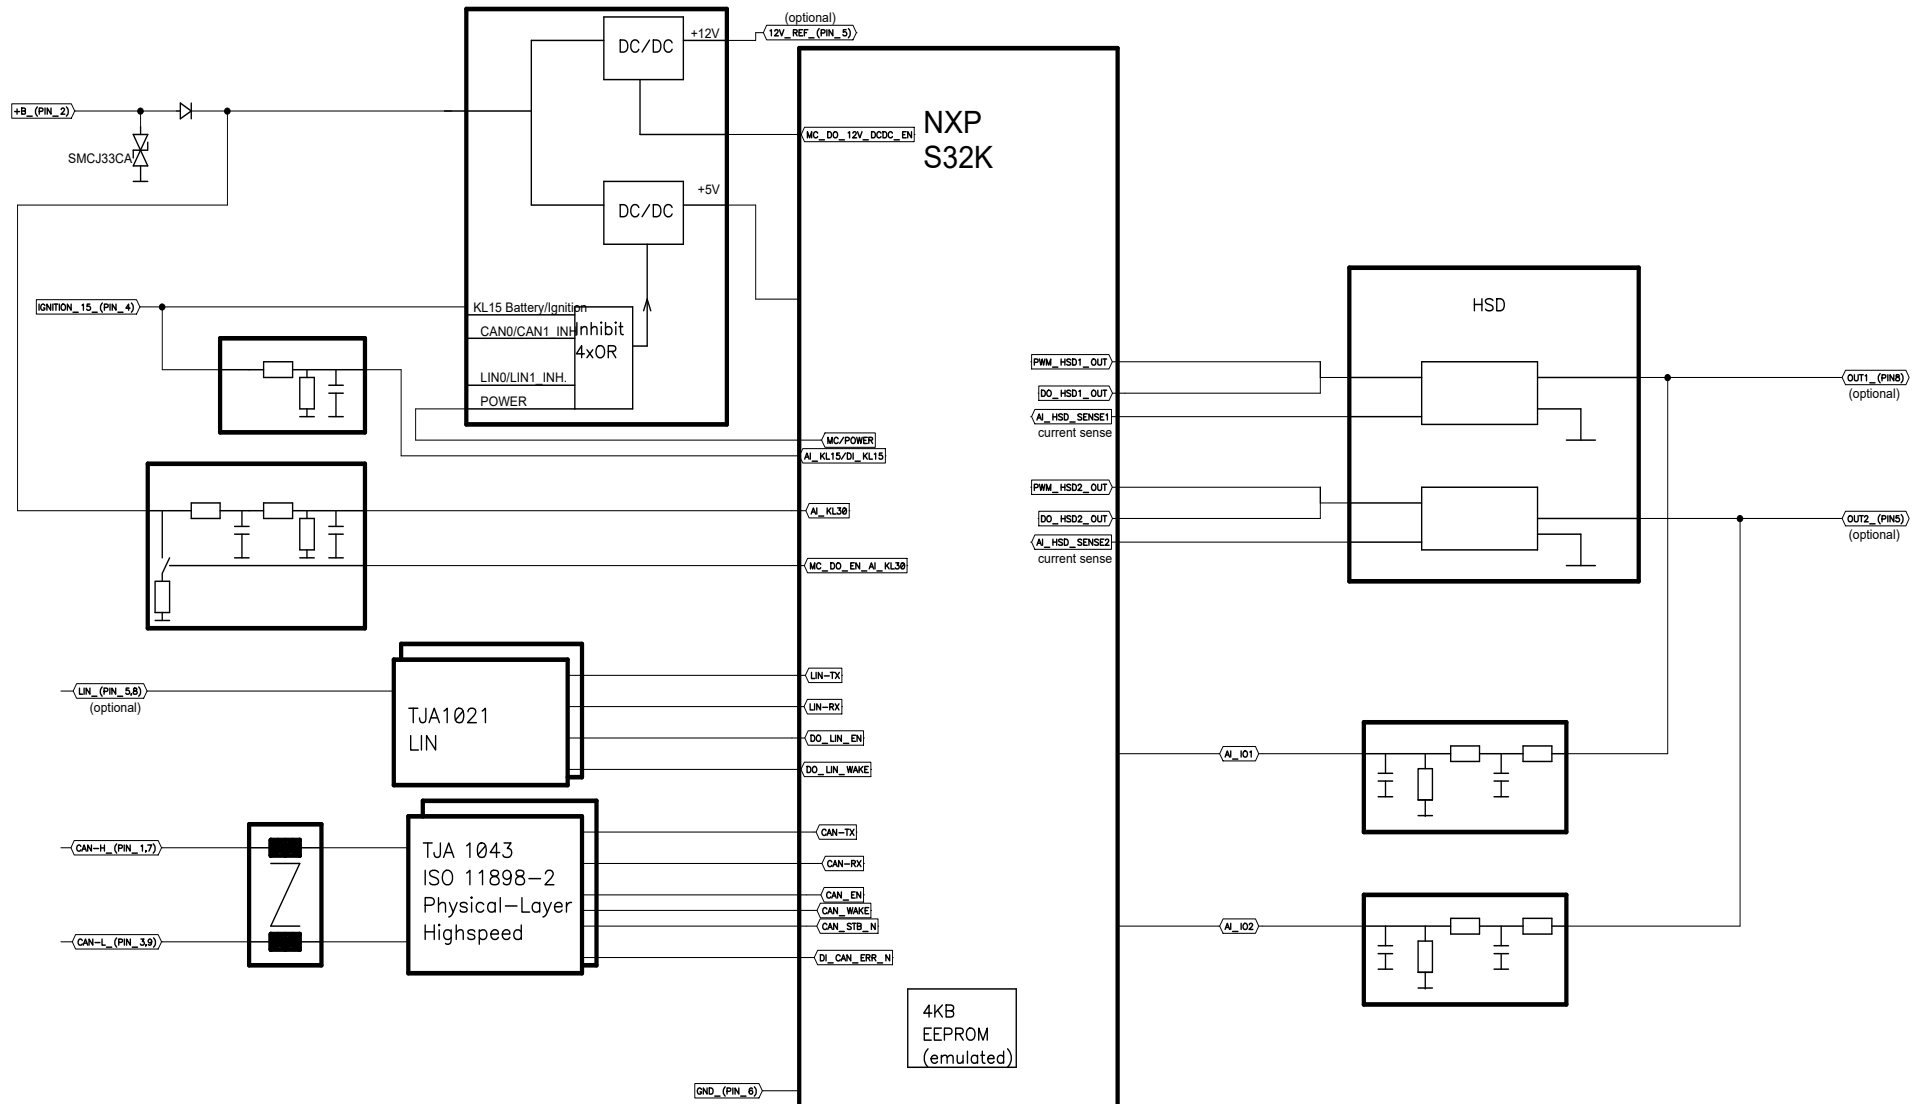 (optional)
+12V
12V_REF_(PIN_5)
DC/DC
+B_(PIN_2)
SMCJ33CA
MC_DO_12V_DCDC_EN
NXP
S32K
+5V
DC/DC
IGNITION_15_(PIN_4)
KL15 Battery/Ignition
CAN0/CAN1_INH
Inhibit
4xOR
LIN0/LIN1_INH.
POWER
HSD
PWM_HSD1_OUT
DO_HSD1_OUT
AI_HSD_SENSE1
current sense
OUT1_(PIN8)
(optional)
MC/POWER
AI_KL15/DI_KL15
AI_KL30
MC_DO_EN_AI_KL30
PWM_HSD2_OUT
DO_HSD2_OUT
AI_HSD_SENSE2
current sense
OUT2_(PIN5)
(optional)
LIN_(PIN_5,8)
(optional)
TJA1021
LIN
LIN-TX
LIN-RX
DO_LIN_EN
DO_LIN_WAKE
AI_IO1
CAN-H_(PIN_1,7)
CAN-L_(PIN_3,9)
TJA 1043
ISO 11898-2
Physical-Layer
Highspeed
CAN-TX
CAN-RX
CAN_EN
CAN_WAKE
CAN_STB_N
DI_CAN_ERR_N
AI_IO2
4KB
EEPROM
(emulated)
GND_(PIN_6)